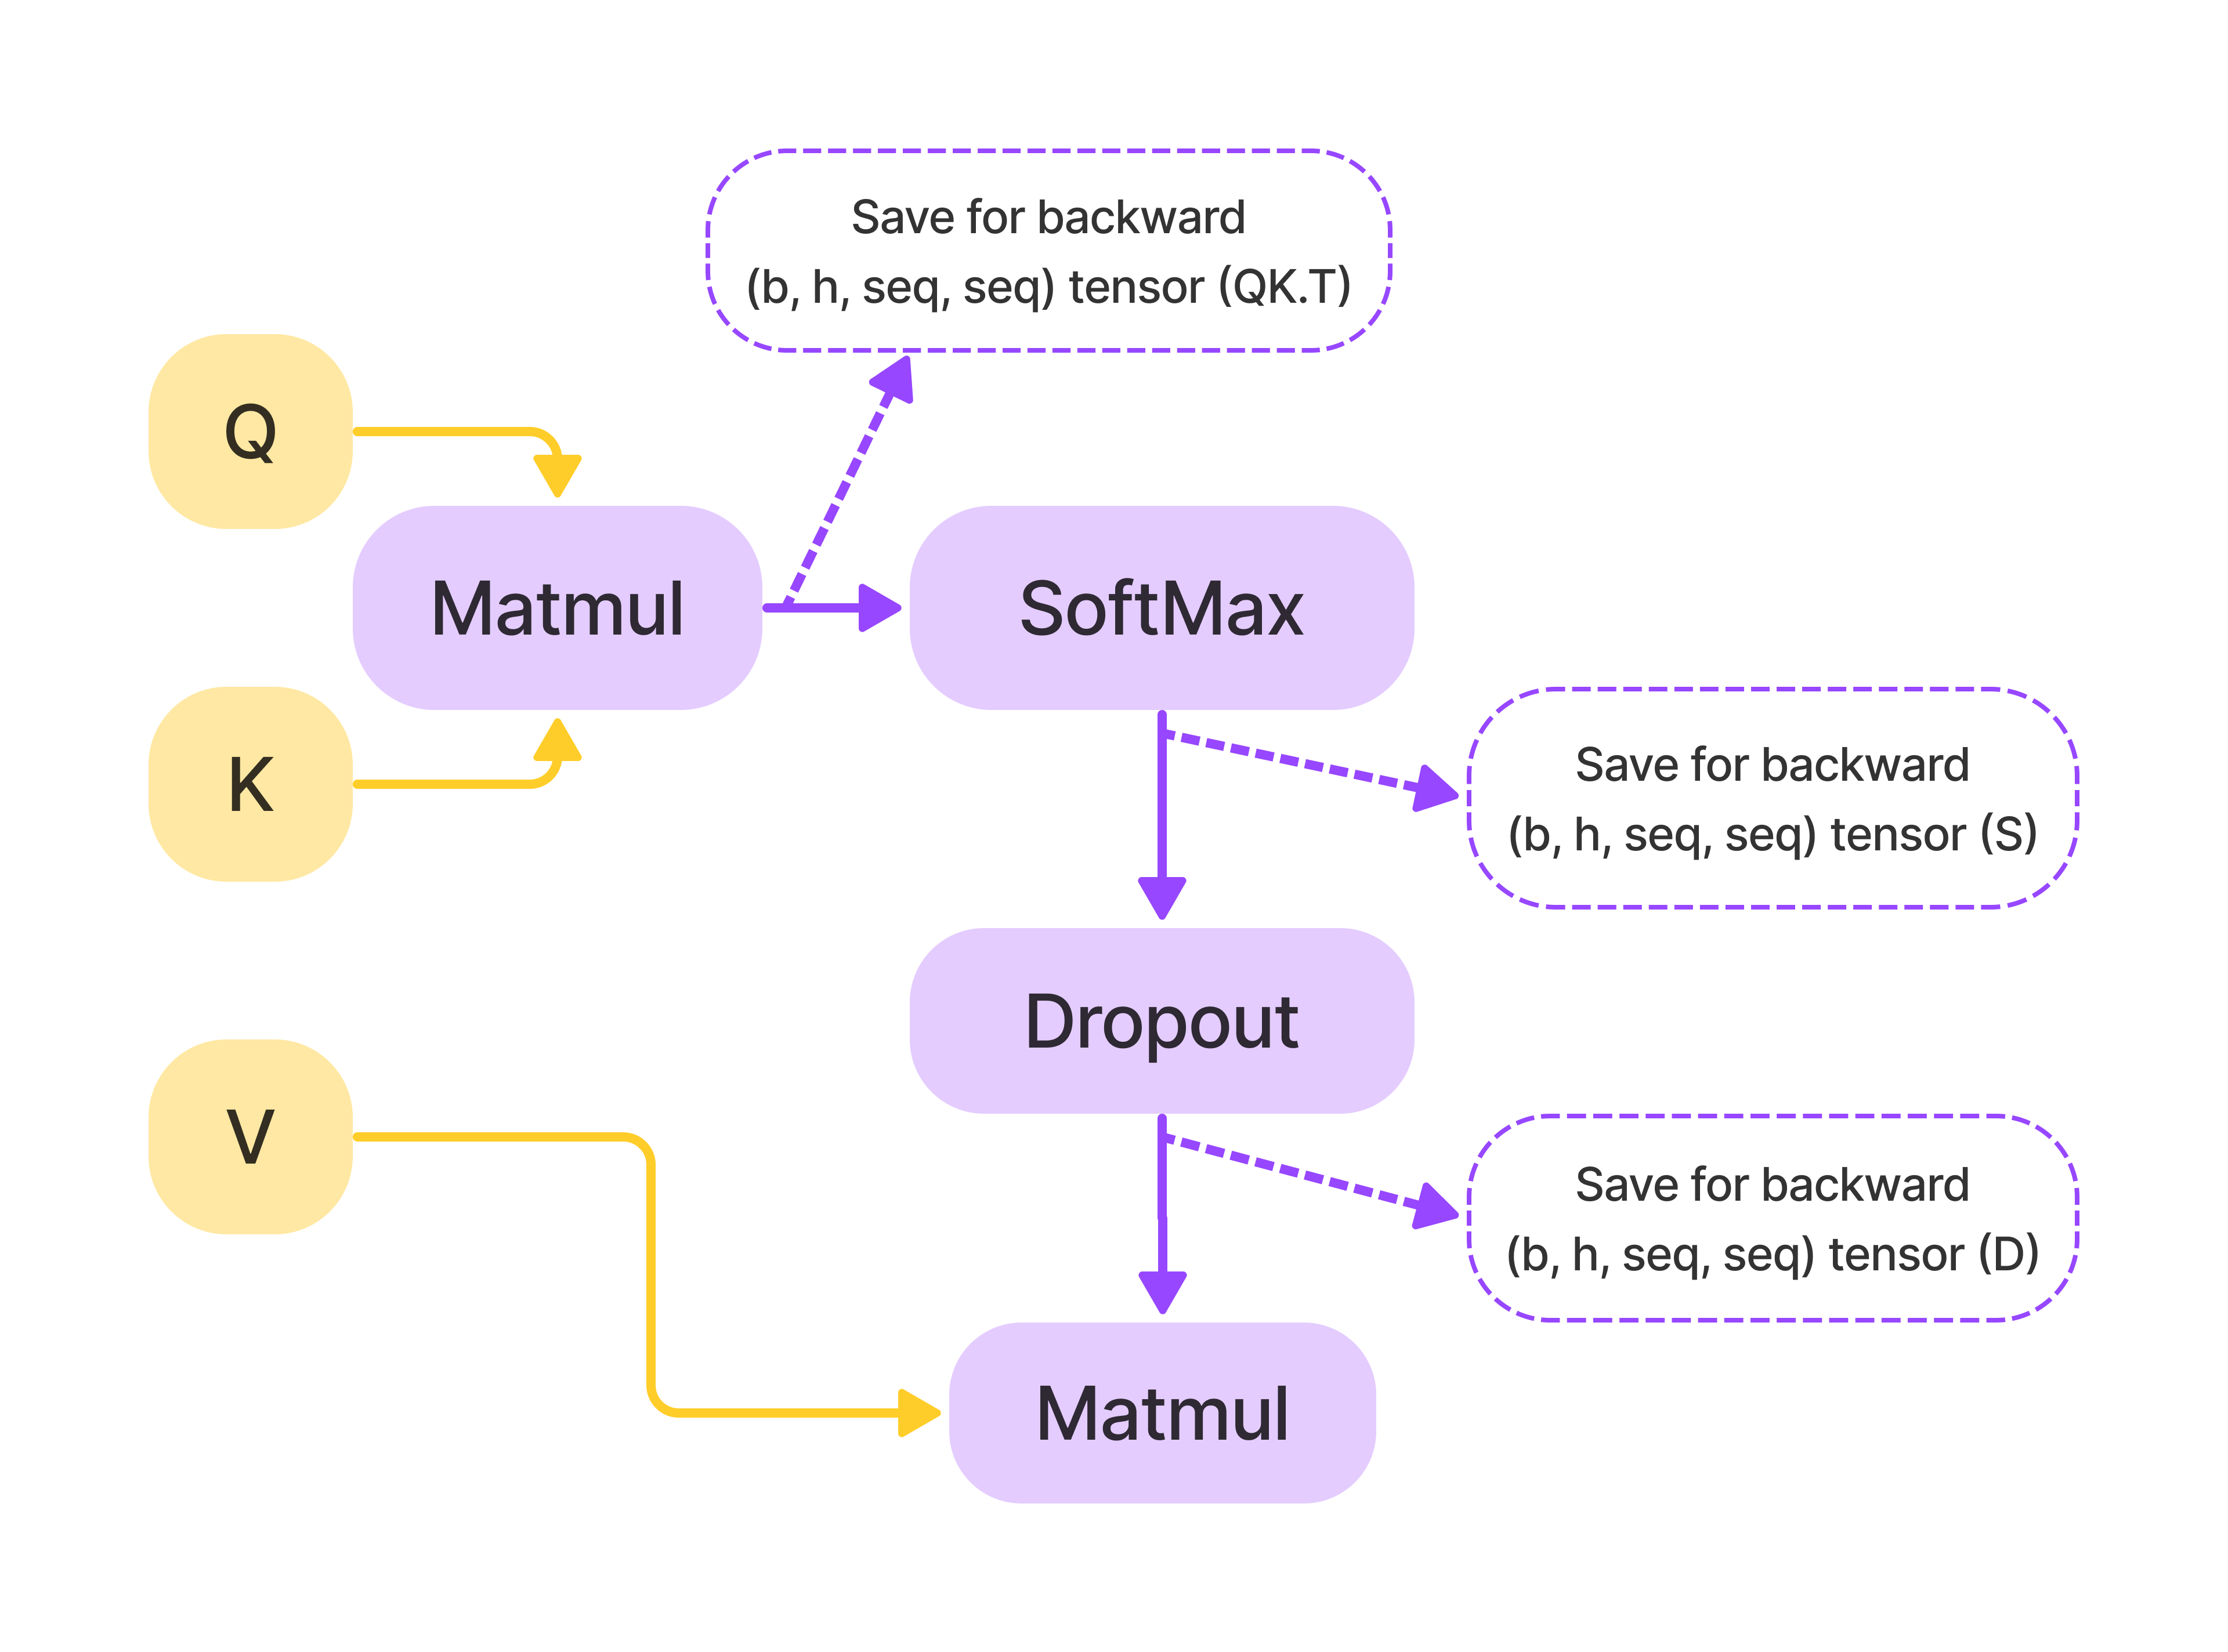 Save for backward
(b, h, seq, seq) tensor (QK.T)
Q
Matmul
SoftMax
K
Save for backward
(b, h, seq, seq) tensor (S)
Dropout
V
Save for backward
(b, h, seq, seq) tensor (D)
Matmul